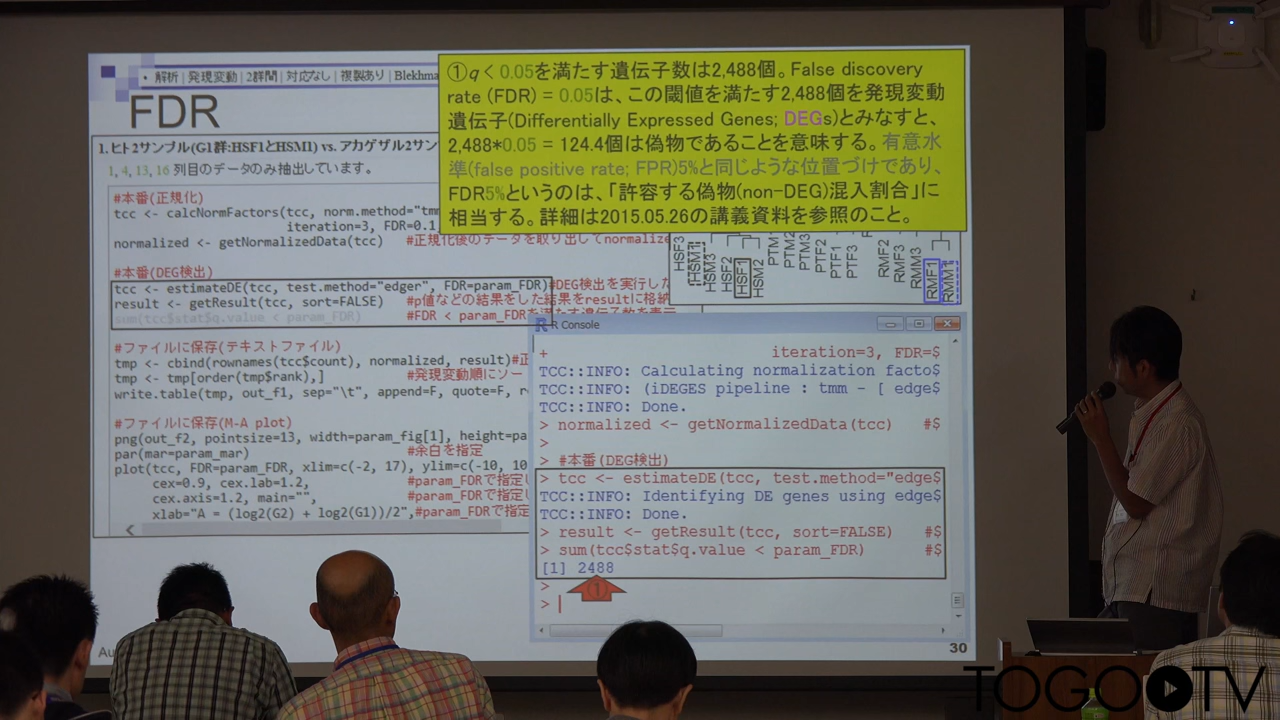 • 解析 | 発現変動 | 2群間 | 対応なし | 複製あり | Blekhma
FDR
①q < 0.05を満たす遺伝子数は2,488個。False discovery
rate (FDR) = 0.05は、この閾値を満たす2,488個を発現変動
遺伝子(Differentially Expressed Genes; DEGs)とみなすと、
2,488*0.05 = 124.4個は偽物であることを意味する。有意水
準(false positive rate; FPR)5%と同じような位置づけであり、
FDR5%というのは、「許容する偽物(non-DEG)混入割合」に
相当する。詳細は2015.05.26の講義資料を参照のこと。
1. ヒト2サンプル(G1群:HSF1とHSM1) vs. アカゲザル2サン
1, 4, 13, 16 列目のデータのみ抽出しています。
#本番(正規化)
tcc <- calcNormFactors(tcc, norm.method="tmm
iteration=3, FDR=0.1
normalized <- getNormalizedData(tcc) #正規化後のデータを取り出してnormalize
#本番(DEG検出)
tcc <- estimateDE(tcc, test.method="edger", FDR=param_FDR)#DEG検出を実行した
result <- getResult(tcc, sort=FALSE) #p値などの結果をした結果をresultに格納
sum(tcc$stat$q.value < param_FDR) #FDR < param_FDRを満たす遺伝子数を表示
#ファイルに保存(テキストファイル)
tmp <- cbind(rownames(tcc$count), normalized, result)#正
tmp <- tmp[order(tmp$rank),] #発現変動順にソー
write.table(tmp, out_f1, sep="\t", append=F, quote=F, r
#ファイルに保存(M-A plot)
png(out_f2, pointsize=13, width=param_fig[1], height=pa
par(mar=param_mar) #余白を指定
plot(tcc, FDR=param_FDR, xlim=c(-2, 17), ylim=c(-10, 10
cex=0.9, cex.lab=1.2, #param_FDRで指定
cex.axis=1.2, main="", #param_FDRで指定
xlab="A = (log2(G2) + log2(G1))/2",#param_FDRで指定
HSF3
HSM1
HSM3
HSF2
HSF1
HSM2
PTM1
PTM2
PTM3
PTF2
PTF1
PTF3
RMF2
RMF3
RMM3
RMF1
RMM1
R Console
+ iteration=3, FDR=$
TCC::INFO: Calculating normalization facto$
TCC::INFO: (iDEGES pipeline : tmm - [ edge$
TCC::INFO: Done.
> normalized <- getNormalizedData(tcc) #$
>
> #本番(DEG検出)
> tcc <- estimateDE(tcc, test.method="edge$
TCC::INFO: Identifying DE genes using edge$
TCC::INFO: Done.
> result <- getResult(tcc, sort=FALSE) #$
> sum(tcc$stat$q.value < param_FDR) #$
[1] 2488
> ①
>
Au
30
TOGO TV